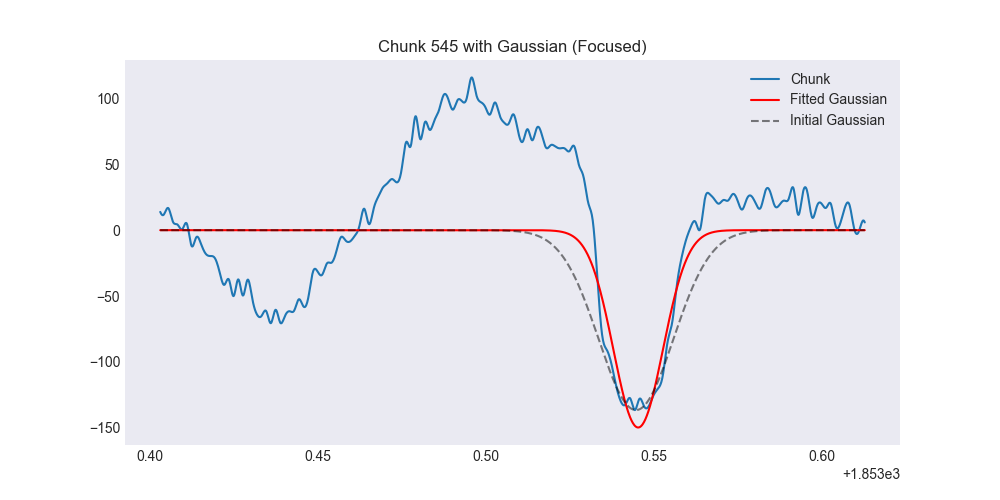 Chunk 545 with Gaussian (Focused)
Chunk
Fitted Gaussian
Initial Gaussian
100
50
0
−50
−100
−150
0.40 0.45 0.50 0.55 0.60
+1.853e3